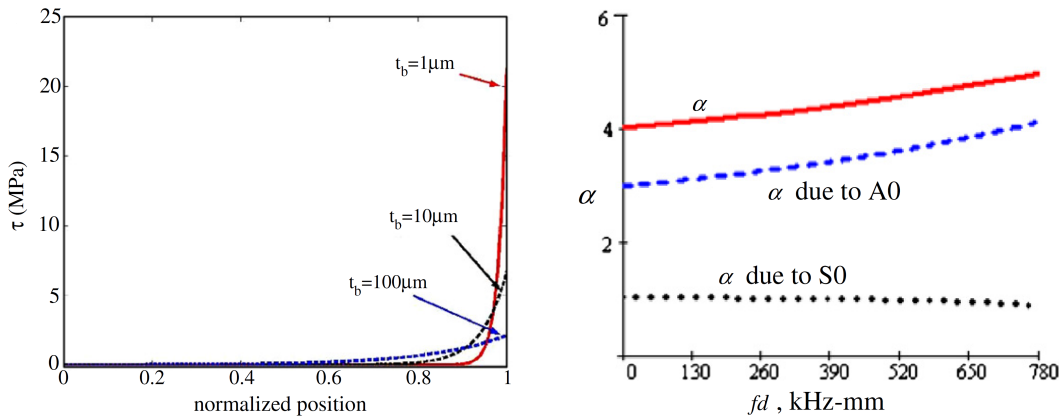 25
20
15
10
5
0
τ (MPa)
t_b=1μm
t_b=10μm
t_b=100μm
0 0.2 0.4 0.6 0.8 1
normalized position
6
4
2
α
α
α due to A0
α due to S0
0 130 260 390 520 650 780
fd , kHz-mm